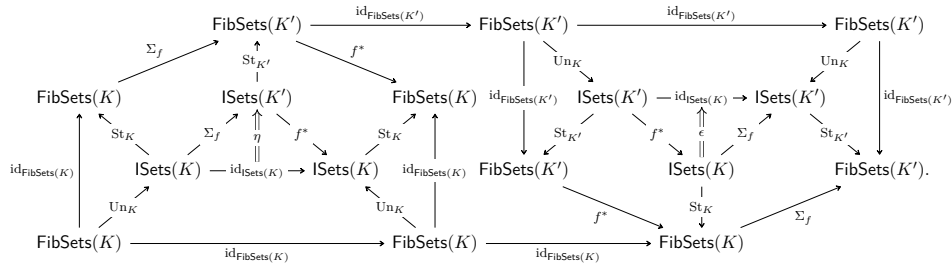 FibSets(K′) id_FibSets(K′) FibSets(K′) id_FibSets(K′) FibSets(K′)
Σ_f St_K′ f* Un_K Un_K
FibSets(K) ISets(K′) FibSets(K) id_FibSets(K′) ISets(K′) id_ISets(K) ISets(K′) id_FibSets(K′)
St_K Σ_f η f* St_K St_K′ f* ϵ Σ_f St_K′
id_FibSets(K) ISets(K) id_ISets(K) ISets(K) id_FibSets(K) FibSets(K′) ISets(K) FibSets(K′).
Un_K Un_K f* St_K Σ_f
FibSets(K) id_FibSets(K) FibSets(K) id_FibSets(K) FibSets(K)